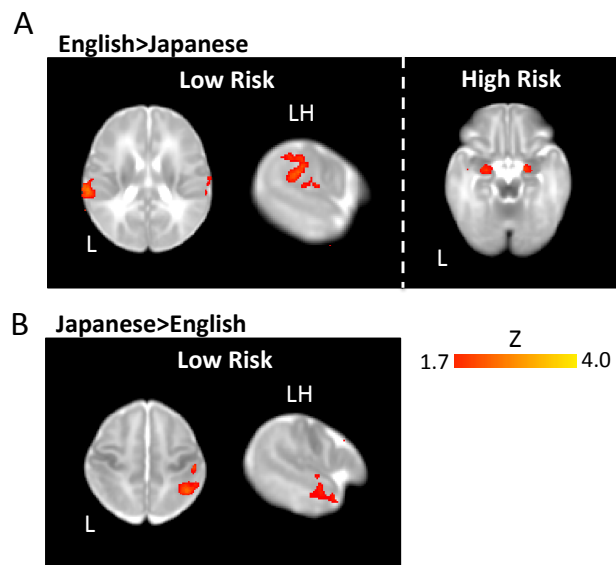 A
English>Japanese
Low Risk
High Risk
LH
L
L
B
Japanese>English
Low Risk
LH
L
Z
1.7 4.0